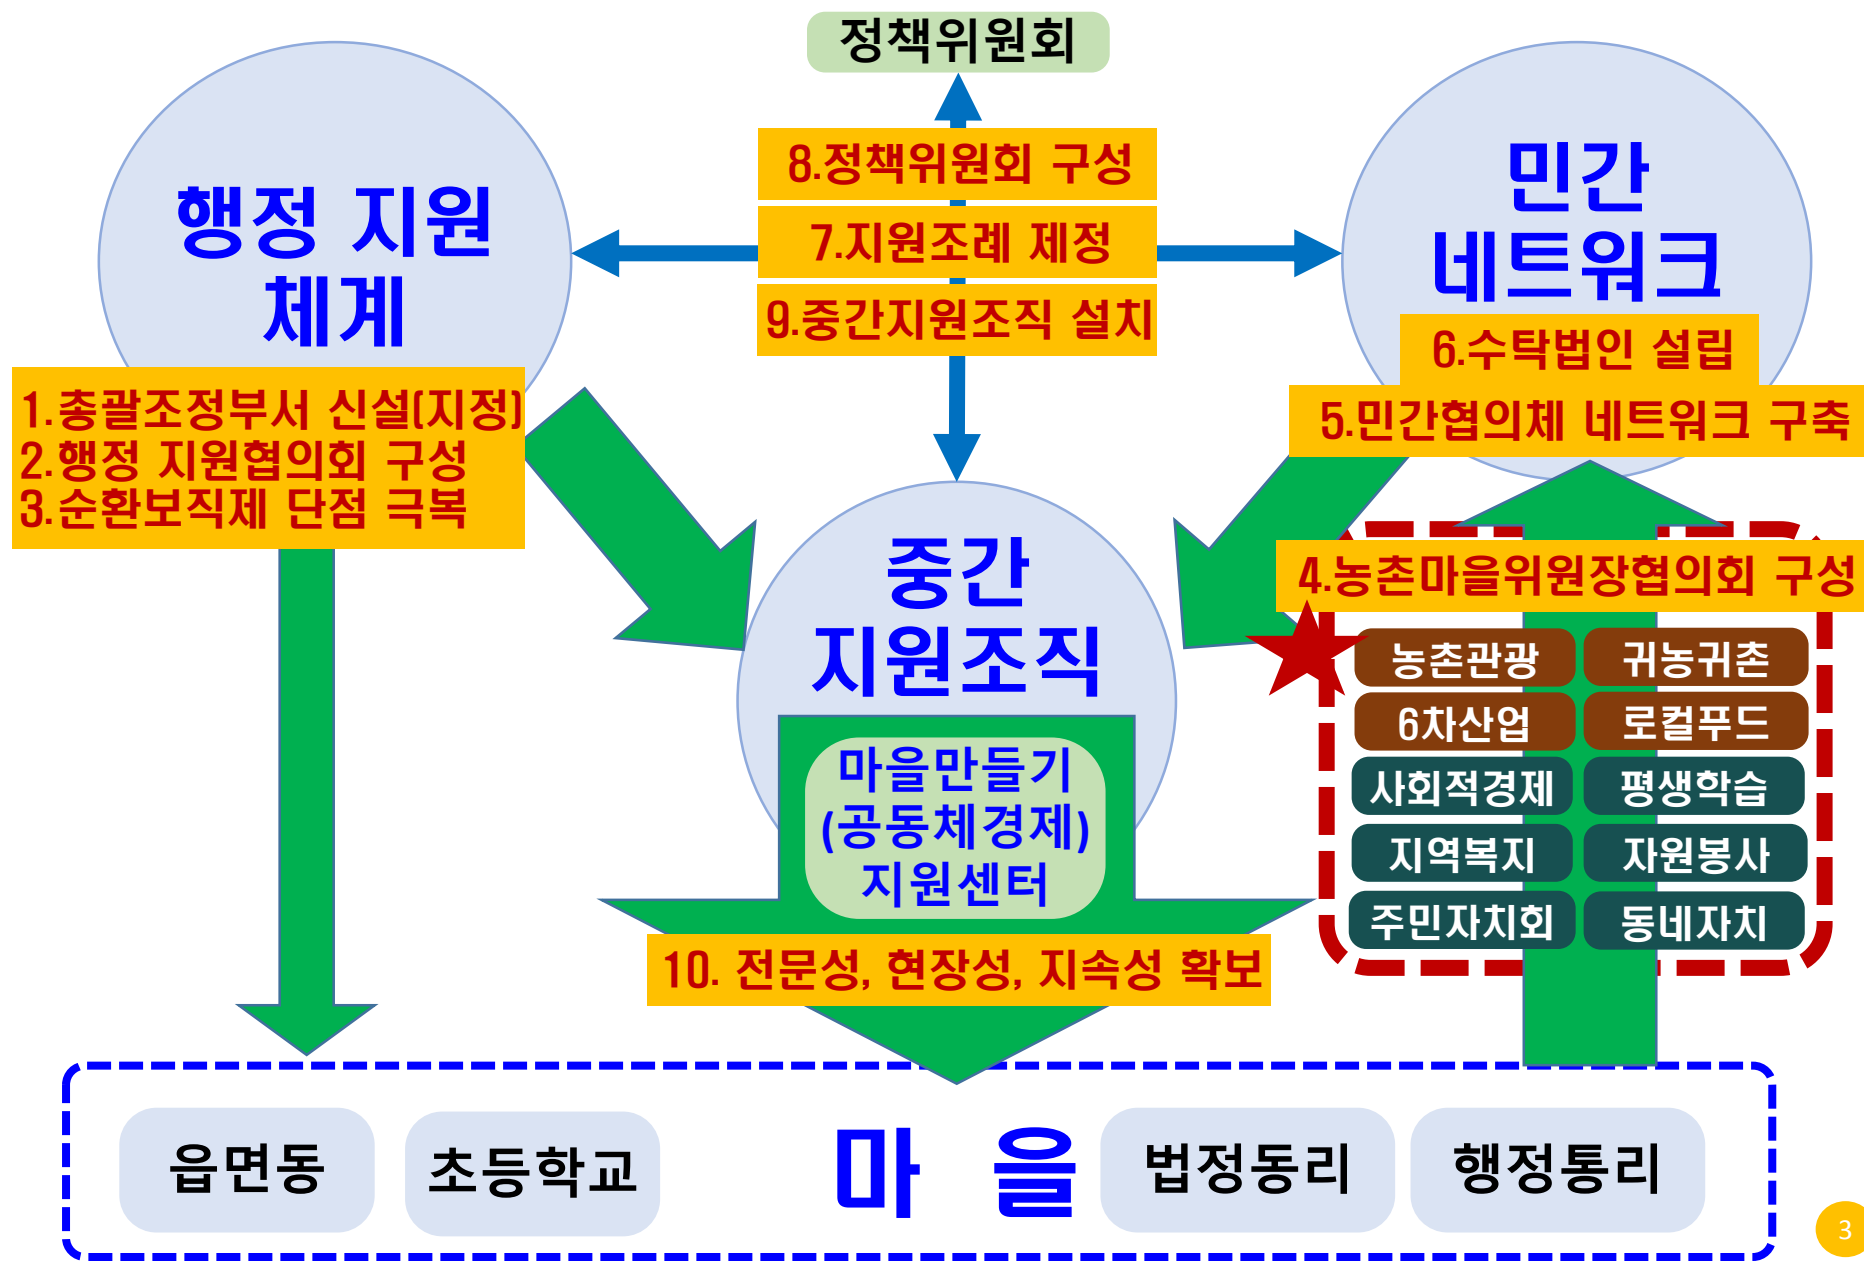 정책위원회
8.정책위원회 구성
7.지원조례 제정
9.중간지원조직 설치
행정 지원
체계
1.총괄조정부서 신설(지정)
2.행정 지원협의회 구성
3.순환보직제 단점 극복
민간
네트워크
6.수탁법인 설립
5.민간협의체 네트워크 구축
4.농촌마을위원장협의회 구성
농촌관광 귀농귀촌
6차산업 로컬푸드
사회적경제 평생학습
지역복지 자원봉사
주민자치회 동네자치
중간
지원조직
마을만들기
(공동체경제)
지원센터
10. 전문성, 현장성, 지속성 확보
읍면동 초등학교 마 을 법정동리 행정통리
3